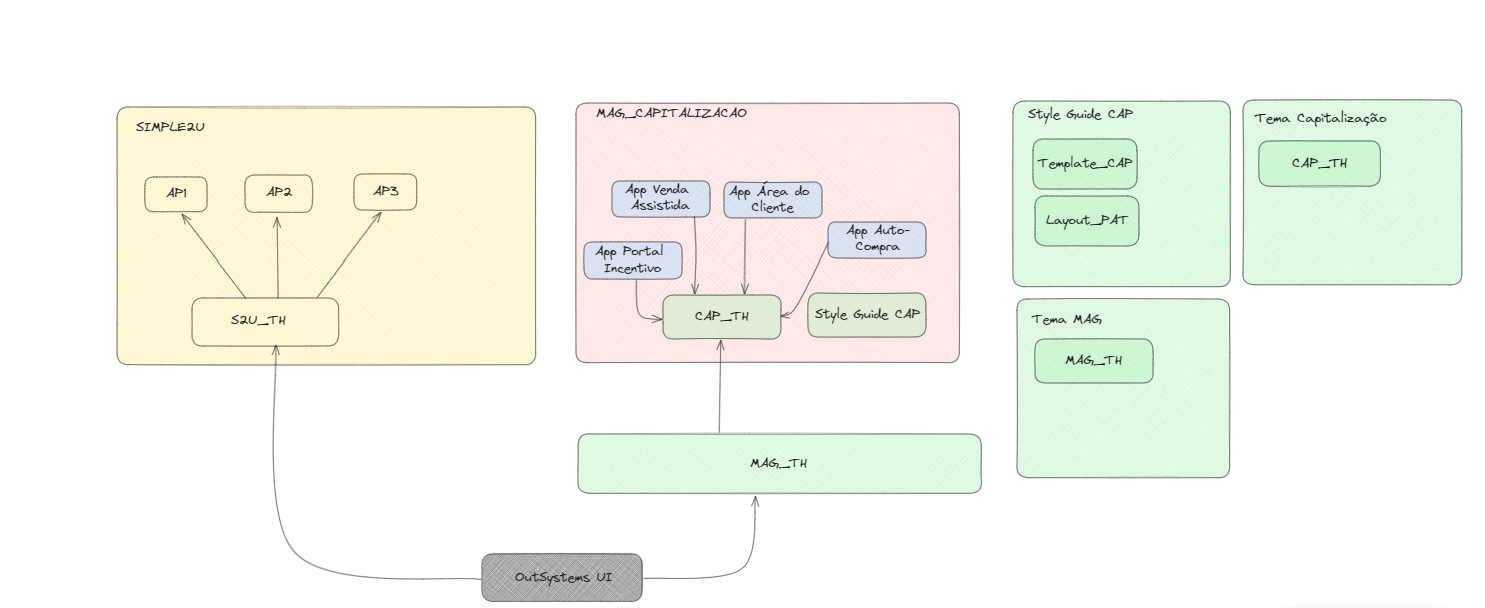 SIMPLE2U
AP1
AP2
AP3
S2U_TH
MAG_CAPITALIZACAO
App Venda
Assistida
App Área do
Cliente
App Auto-
Compra
App Portal
Incentivo
CAP_TH
Style Guide CAP
MAG_TH
OutSystems UI
Style Guide CAP
Template_CAP
Layout_PAT
Tema Capitalização
CAP_TH
Tema MAG
MAG_TH